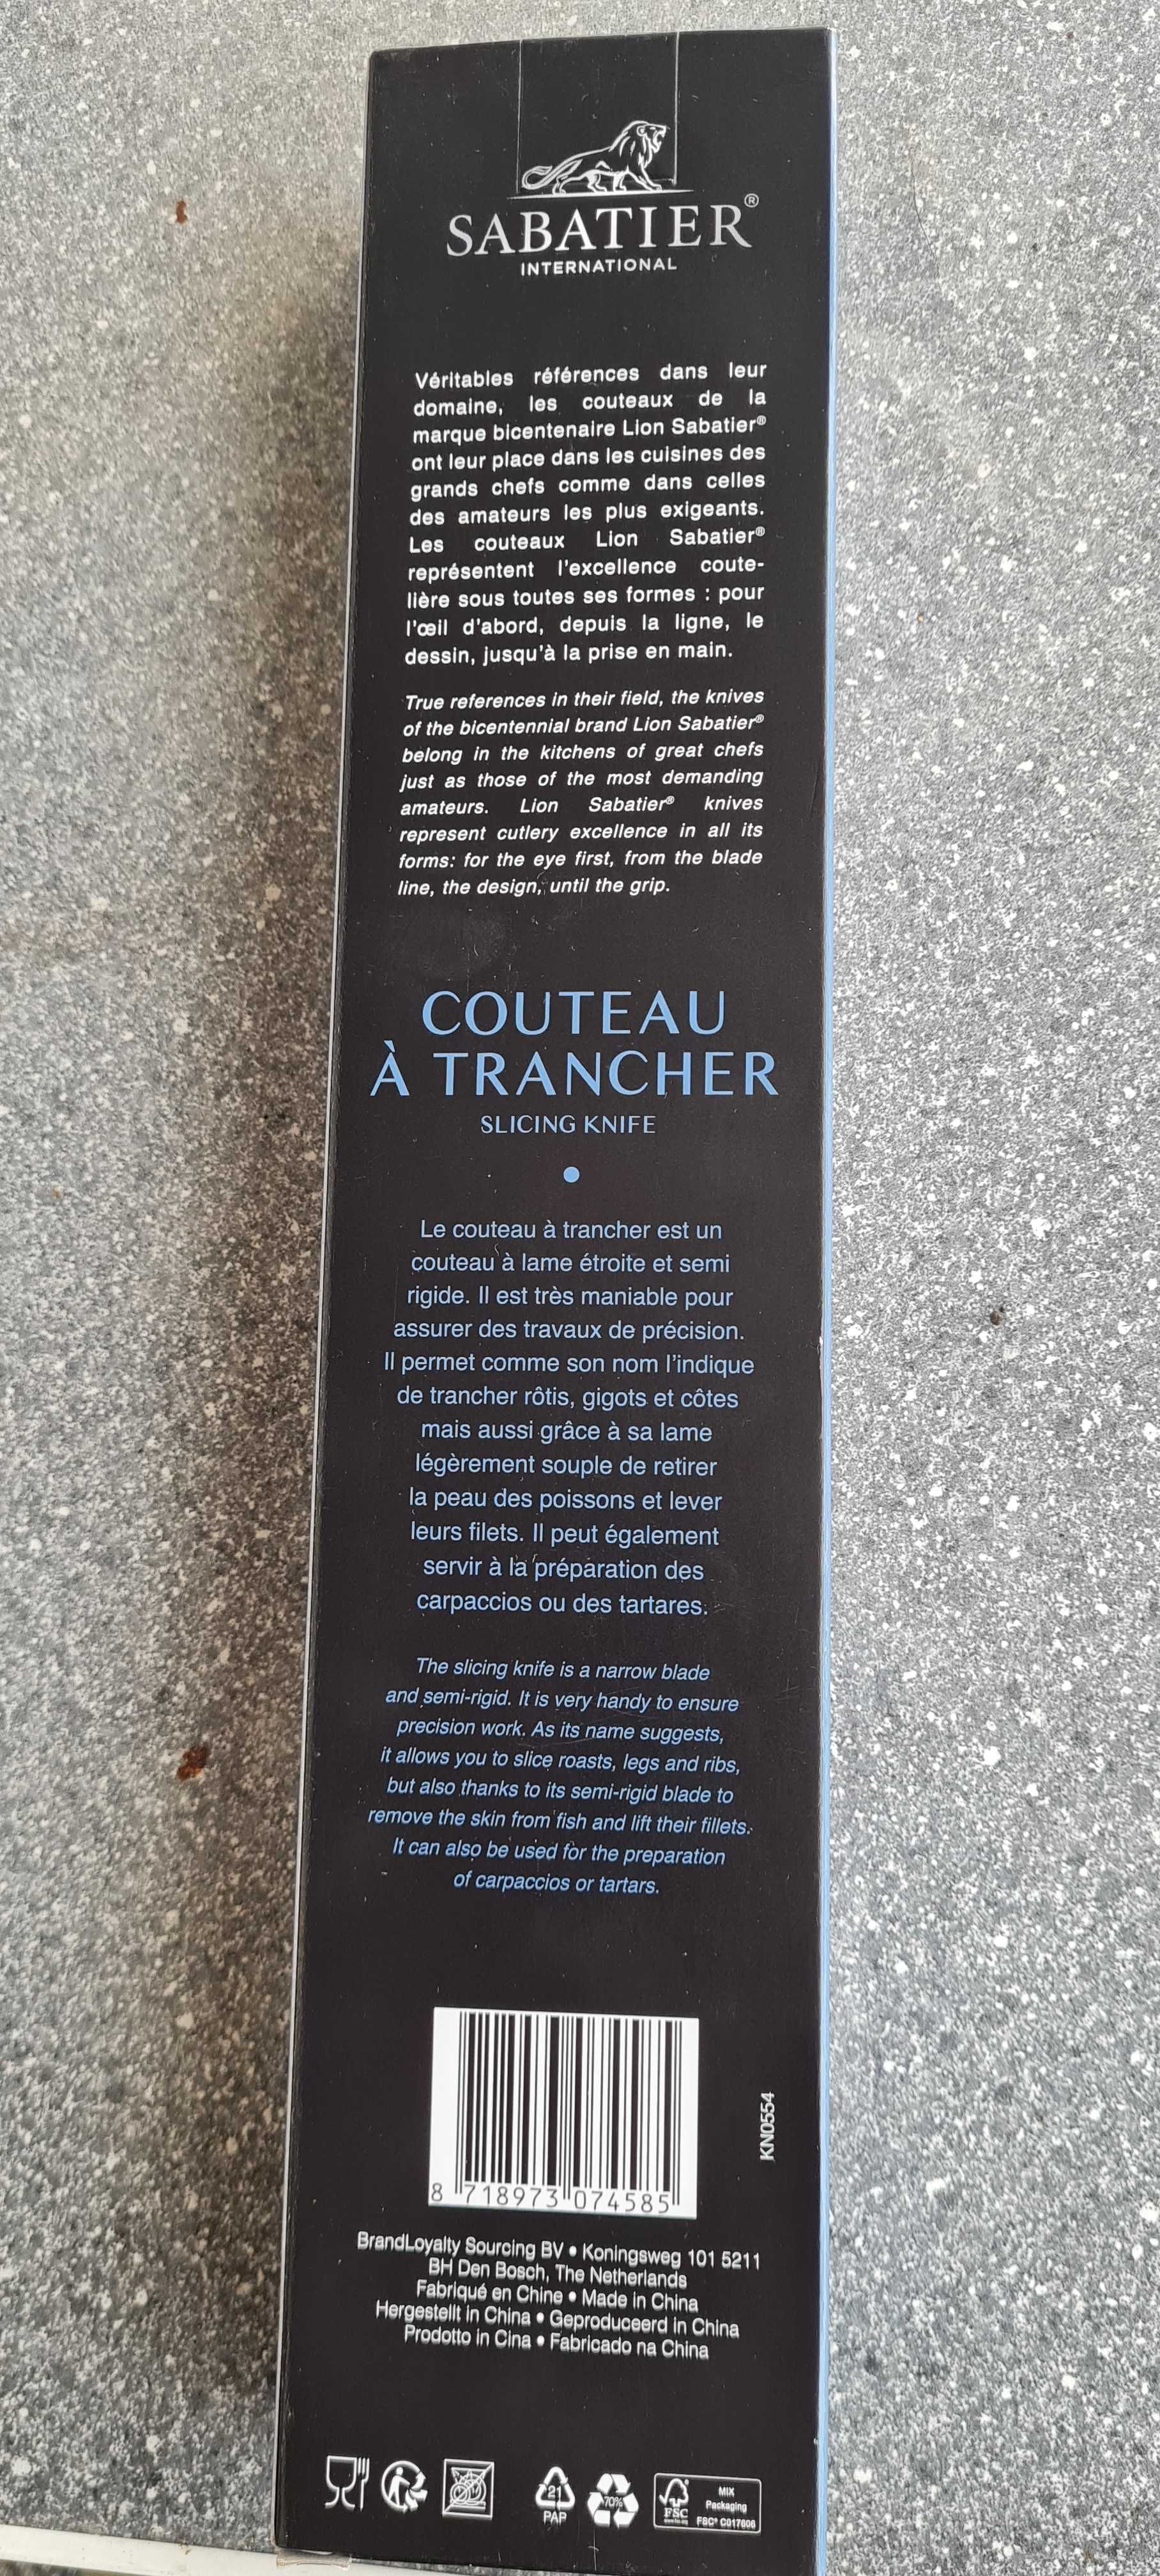 SABATIER®
INTERNATIONAL
Véritables références dans leur
domaine, les couteaux de la
marque bicentenaire Lion Sabatier®
ont leur place dans les cuisines des
grands chefs comme dans celles
des amateurs les plus exigeants.
Les couteaux Lion Sabatier®
représentent l'excellence coute-
lière sous toutes ses formes : pour
l'œil d'abord, depuis la ligne, le
dessin, jusqu'à la prise en main.
True references in their field, the knives
of the bicentennial brand Lion Sabatier®
belong in the kitchens of great chefs
just as those of the most demanding
amateurs. Lion Sabatier® knives
represent cutlery excellence in all its
forms: for the eye first, from the blade
line, the design, until the grip.
COUTEAU
À TRANCHER
SLICING KNIFE
Le couteau à trancher est un
couteau à lame étroite et semi
rigide. Il est très maniable pour
assurer des travaux de précision.
Il permet comme son nom l'indique
de trancher rôtis, gigots et côtes
mais aussi grâce à sa lame
légèrement souple de retirer
la peau des poissons et lever
leurs filets. Il peut également
servir à la préparation des
carpaccios ou des tartares.
The slicing knife is a narrow blade
and semi-rigid. It is very handy to ensure
precision work. As its name suggests,
it allows you to slice roasts, legs and ribs,
but also thanks to its semi-rigid blade to
remove the skin from fish and lift their fillets.
It can also be used for the preparation
of carpaccios or tartars.
8 718973 074585
KN0554
BrandLoyalty Sourcing BV • Koningsweg 101 5211
BH Den Bosch, The Netherlands
Fabriqué en Chine • Made in China
Hergestellt in China • Geproduceerd in China
Prodotto in Cina • Fabricado na China
21
PAP
70%
FSC
MIX
Packaging
FSC® C017606